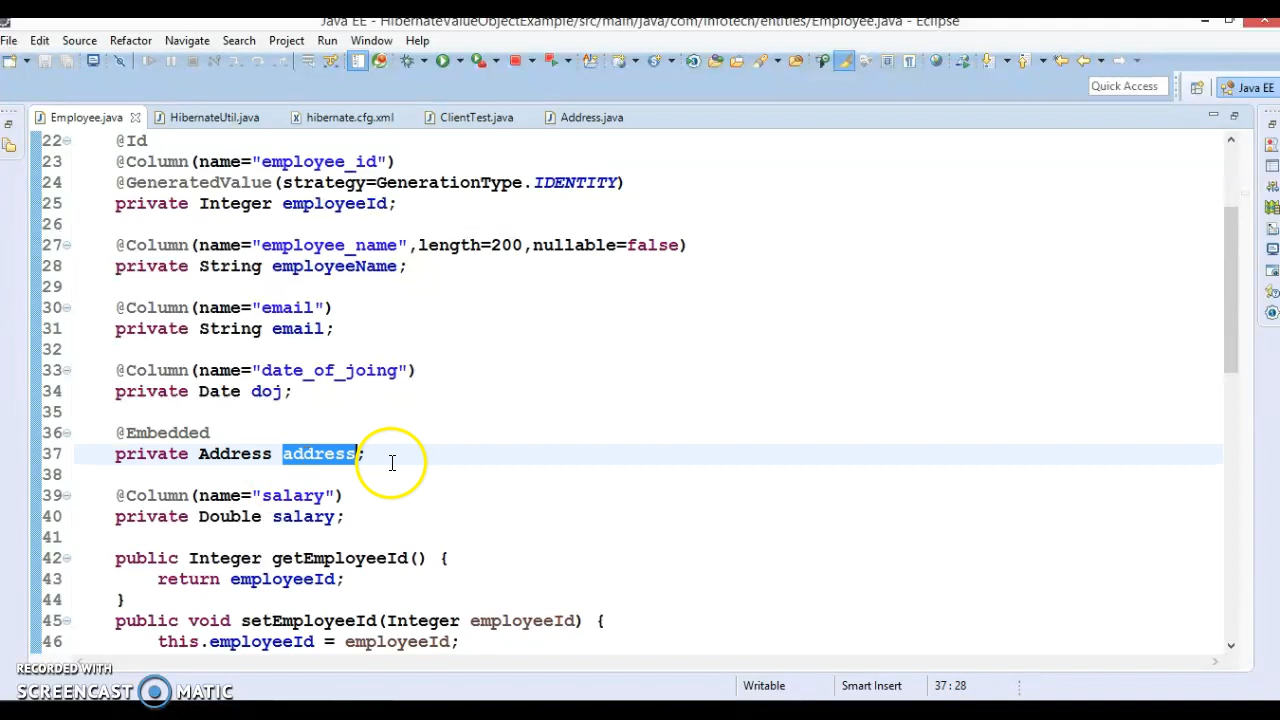 Java EE - HibernateValueObjectExample/src/main/java/com/infotech/entities/Employee.java - Eclipse
File Edit Source Refactor Navigate Search Project Run Window Help
Quick Access Java EE
Employee.java HibernateUtil.java hibernate.cfg.xml ClientTest.java Address.java
22 @Id
23 @Column(name="employee_id")
24 @GeneratedValue(strategy=GenerationType.IDENTITY)
25 private Integer employeeId;
26
27 @Column(name="employee_name",length=200,nullable=false)
28 private String employeeName;
29
30 @Column(name="email")
31 private String email;
32
33 @Column(name="date_of_joing")
34 private Date doj;
35
36 @Embedded
37 private Address address;
38
39 @Column(name="salary")
40 private Double salary;
41
42 public Integer getEmployeeId() {
43 return employeeId;
44 }
45 public void setEmployeeId(Integer employeeId) {
46 this.employeeId = employeeId;
RECORDED WITH
SCREENCAST MATIC
Writable Smart Insert 37 : 28